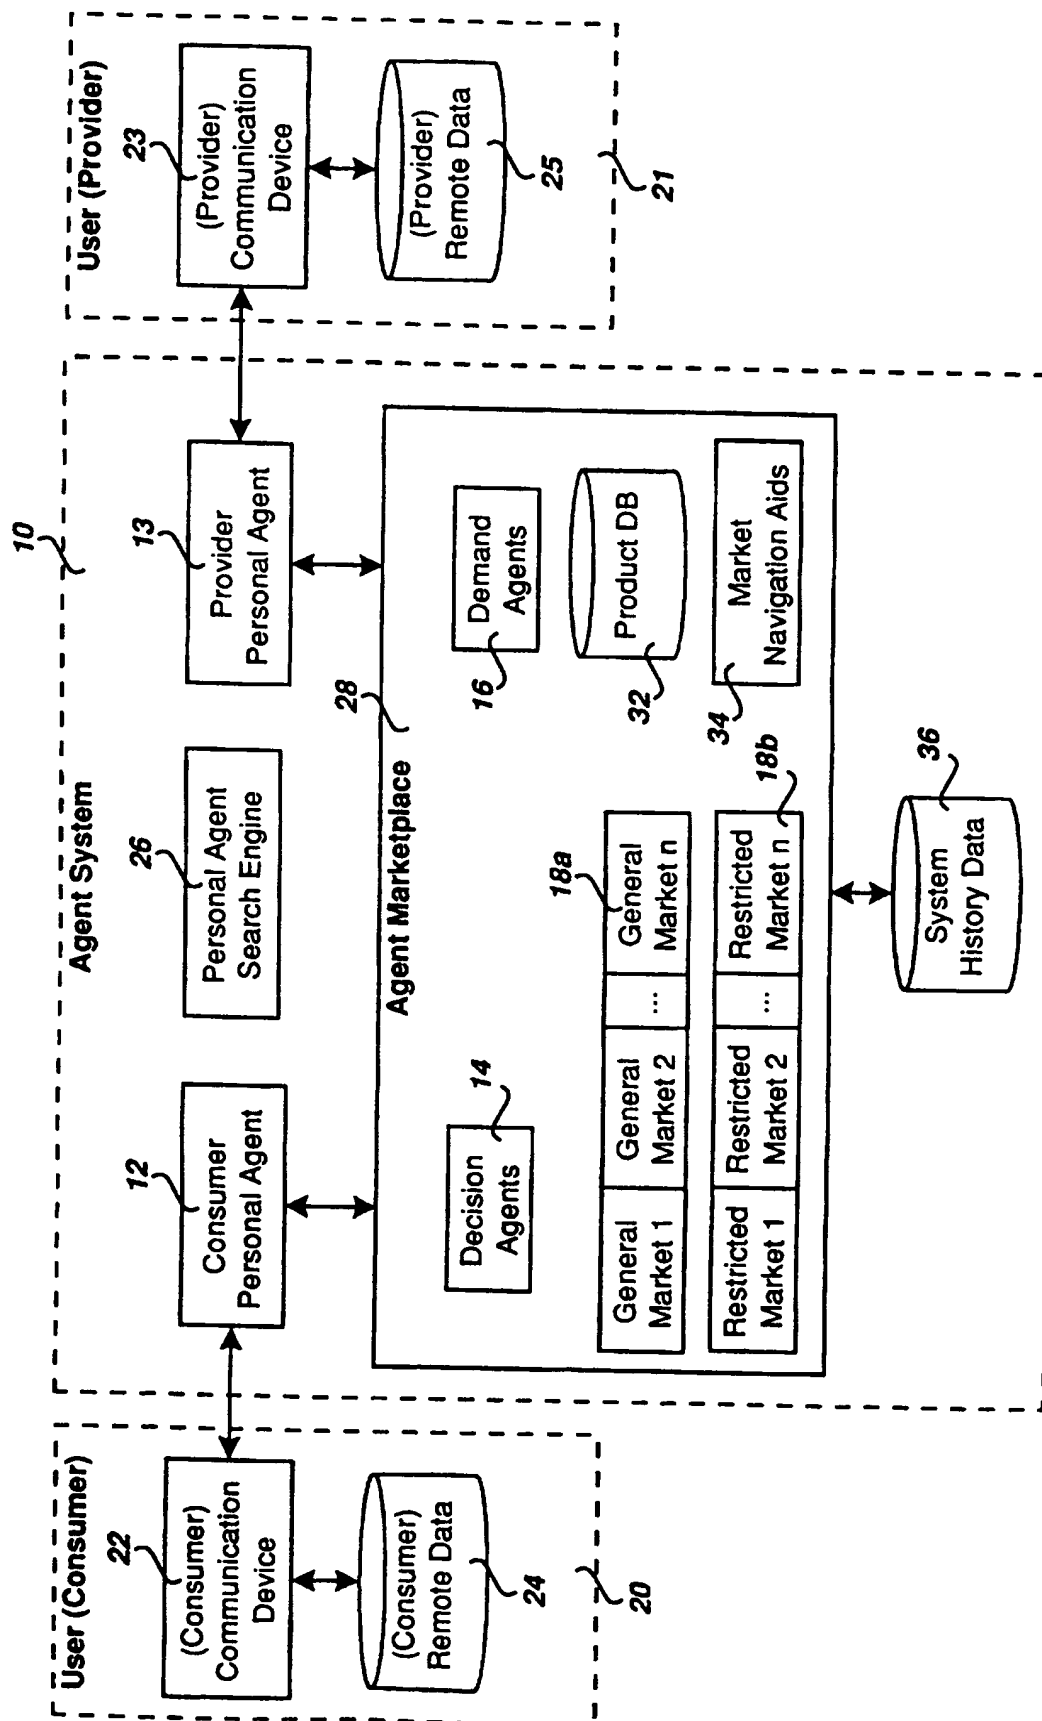 User (Consumer)
22
(Consumer)
Communication
Device
(Consumer)
Remote Data
24
20
10
Agent System
12
Consumer
Personal Agent
26
Personal Agent
Search Engine
13
Provider
Personal Agent
28
Agent Marketplace
14
Decision
Agents
16
Demand
Agents
18a
General
Market 1
General
Market 2
...
General
Market n
Restricted
Market 1
Restricted
Market 2
...
Restricted
Market n
18b
32
Product DB
34
Market
Navigation Aids
36
System
History Data
User (Provider)
23
(Provider)
Communication
Device
(Provider)
Remote Data
25
21